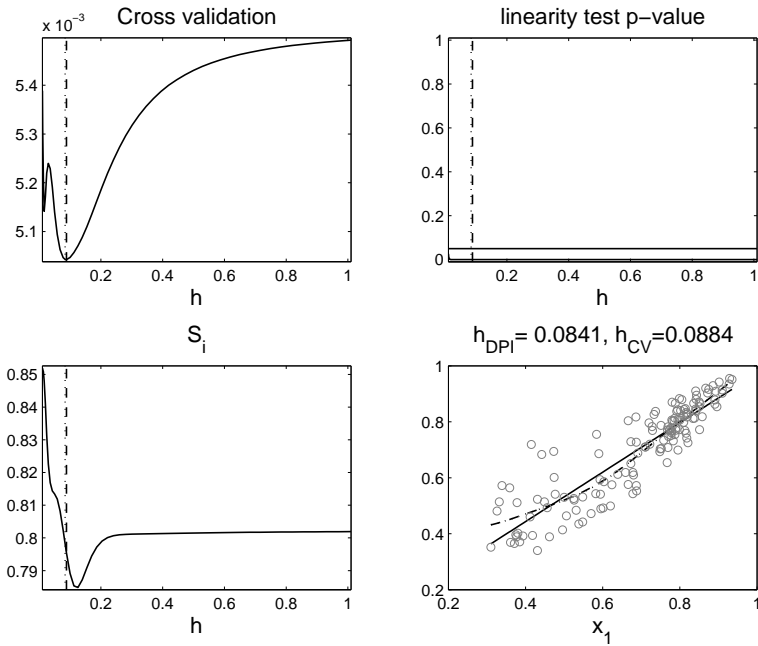 Cross validation
x 10⁻³
5.4
5.3
5.2
5.1
0.2 0.4 0.6 0.8 1
h
linearity test p−value
1
0.8
0.6
0.4
0.2
0
0.2 0.4 0.6 0.8 1
h
S_i
0.85
0.84
0.83
0.82
0.81
0.8
0.79
0.2 0.4 0.6 0.8 1
h
h_DPI= 0.0841, h_CV=0.0884
1
0.8
0.6
0.4
0.2
0.2 0.4 0.6 0.8 1
x_1